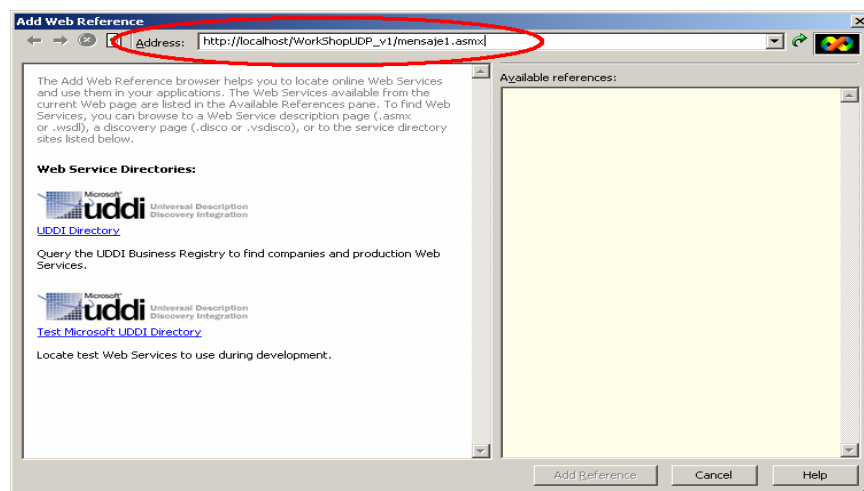 Add Web Reference
Address: http://localhost/WorkShopUDP_v1/mensaje1.asmx
The Add Web Reference browser helps you to locate online Web Services
and use them in your applications. The Web Services available from the
current Web page are listed in the Available References pane. To find Web
Services, you can browse to a Web Service description page (.asmx
or .wsdl), a discovery page (.disco or .vsdisco), or to the service directory
sites listed below.
Web Service Directories:
Microsoft
uddi Universal Description
Discovery Integration
UDDI Directory
Query the UDDI Business Registry to find companies and production Web
Services.
Microsoft
uddi Universal Description
Discovery Integration
Test Microsoft UDDI Directory
Locate test Web Services to use during development.
Available references:
Add Reference Cancel Help